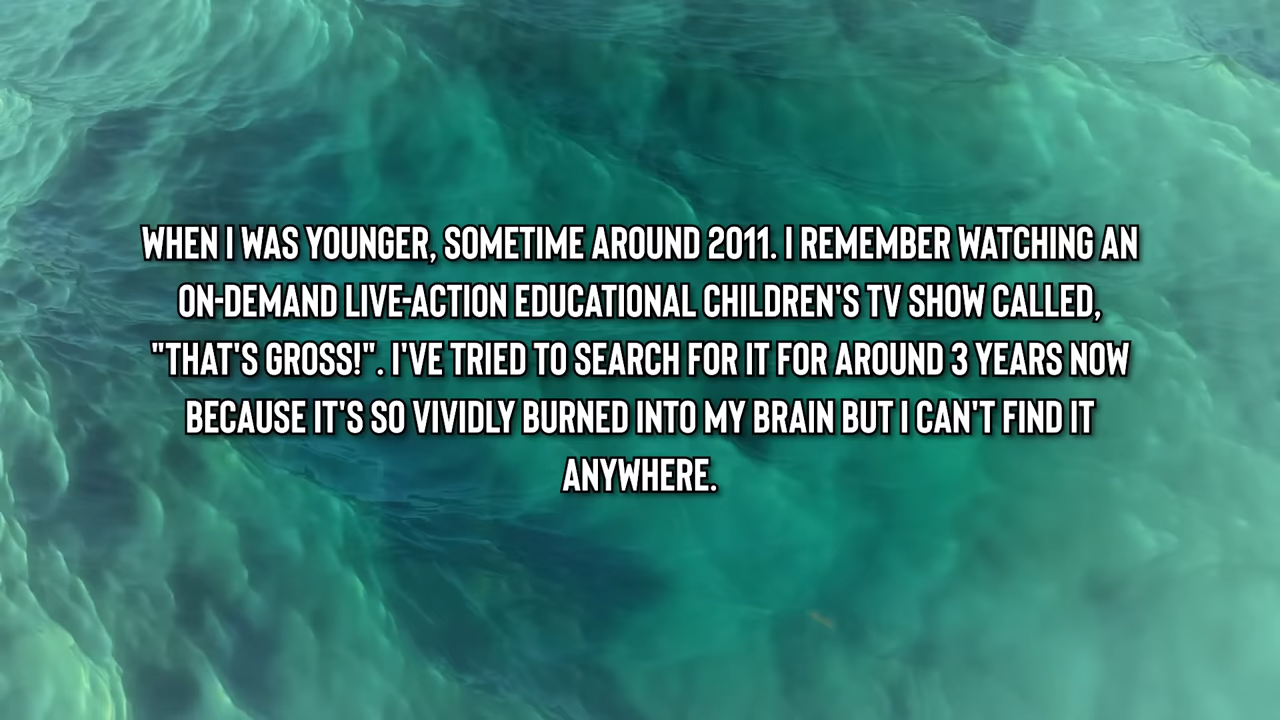 WHEN I WAS YOUNGER, SOMETIME AROUND 2011. I REMEMBER WATCHING AN
ON-DEMAND LIVE-ACTION EDUCATIONAL CHILDREN'S TV SHOW CALLED,
"THAT'S GROSS!". I'VE TRIED TO SEARCH FOR IT FOR AROUND 3 YEARS NOW
BECAUSE IT'S SO VIVIDLY BURNED INTO MY BRAIN BUT I CAN'T FIND IT
ANYWHERE.